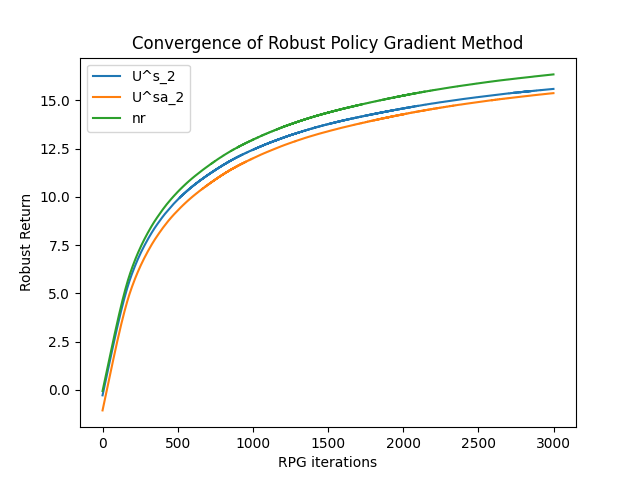 Convergence of Robust Policy Gradient Method
U^s_2
U^sa_2
nr
Robust Return
15.0
12.5
10.0
7.5
5.0
2.5
0.0
0 500 1000 1500 2000 2500 3000
RPG iterations